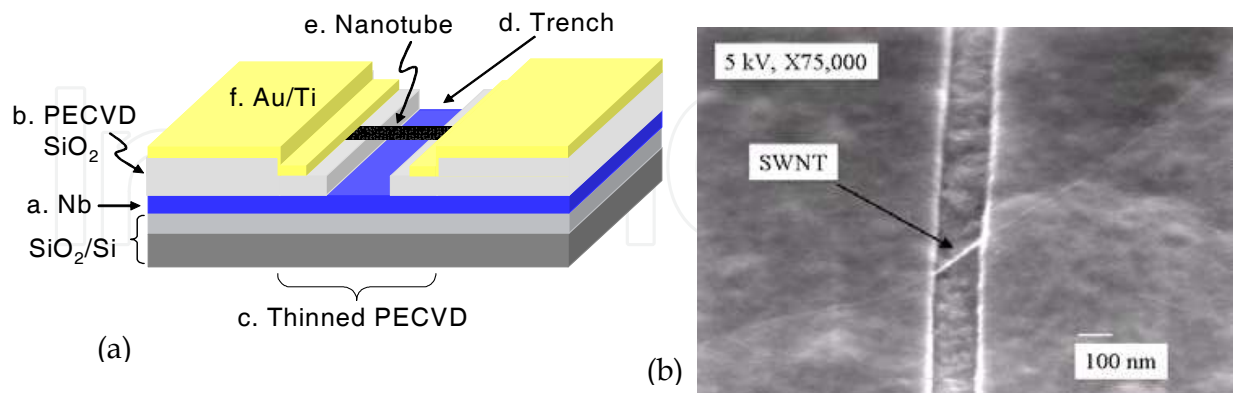 e. Nanotube
d. Trench
f. Au/Ti
b. PECVD
SiO2
a. Nb
SiO2/Si
c. Thinned PECVD
(a)
5 kV, X75,000
SWNT
100 nm
(b)